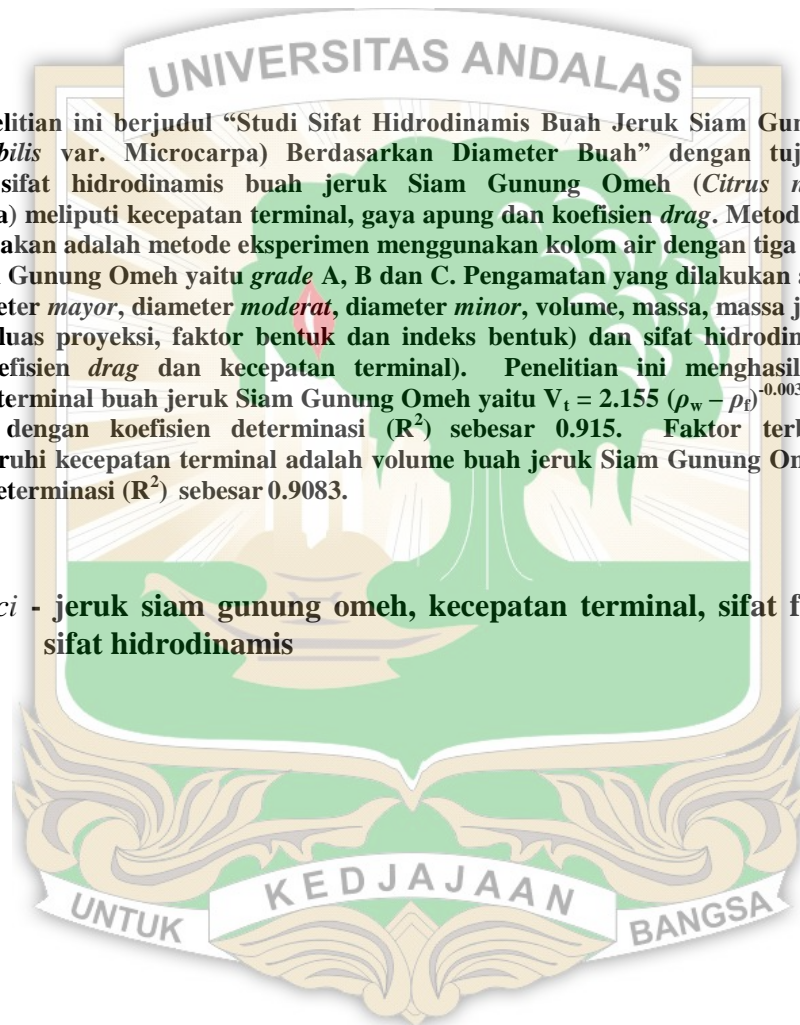 UNIVERSITAS ANDALAS
elitian ini berjudul “Studi Sifat Hidrodinamis Buah Jeruk Siam Gun
bilis var. Microcarpa) Berdasarkan Diameter Buah” dengan tuj
sifat hidrodinamis buah jeruk Siam Gunung Omeh (Citrus n
a) meliputi kecepatan terminal, gaya apung dan koefisien drag. Metod
akan adalah metode eksperimen menggunakan kolom air dengan tiga
Gunung Omeh yaitu grade A, B dan C. Pengamatan yang dilakukan a
eter mayor, diameter moderat, diameter minor, volume, massa, massa j
luas proyeksi, faktor bentuk dan indeks bentuk) dan sifat hidrodin
efisien drag dan kecepatan terminal). Penelitian ini menghasil
terminal buah jeruk Siam Gunung Omeh yaitu Vt = 2.155 (ρw – ρf)-0.003
dengan koefisien determinasi (R2) sebesar 0.915. Faktor terb
ruhi kecepatan terminal adalah volume buah jeruk Siam Gunung On
eterminasi (R2) sebesar 0.9083.
ci - jeruk siam gunung omeh, kecepatan terminal, sifat f
sifat hidrodinamis
UNTUK KEDJAJAAN BANGSA